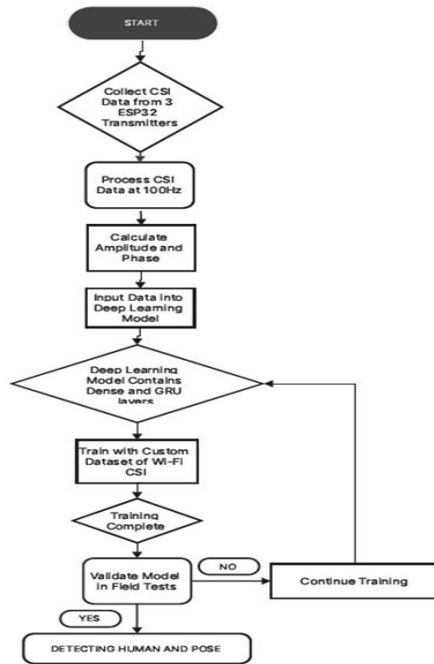 START
Collect CSI
Data from 3
ESP32
Transmitters
Process CSI
Data at 100Hz
Calculate
Amplitude and
Phase
Input Data into
Deep Learning
Model
Deep Learning
Model Contains
Dense and GRU
layers
Train with Custom
Dataset of Wi-Fi
CSI
Training
Complete
Validate Model
in Field Tests
NO
Continue Training
YES
DETECTING HUMAN AND POSE